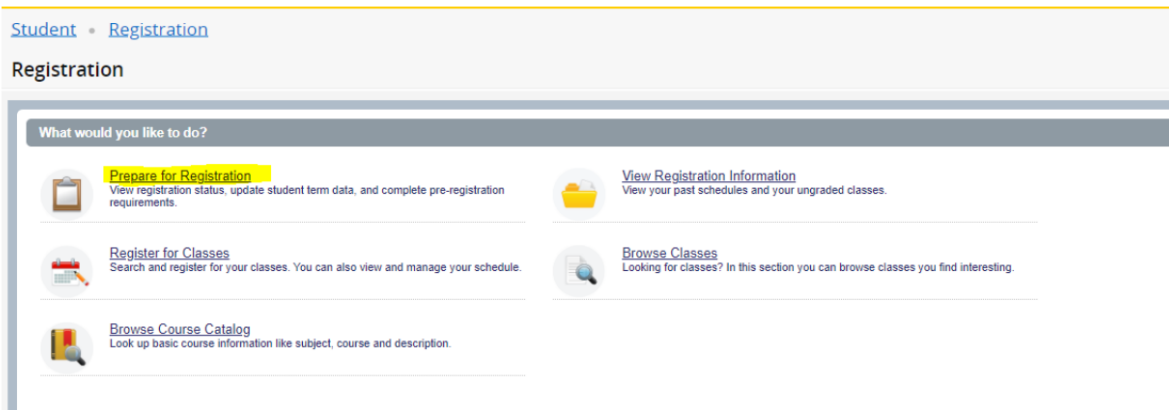 Student • Registration
Registration
What would you like to do?
Prepare for Registration
View registration status, update student term data, and complete pre-registration
requirements.
View Registration Information
View your past schedules and your ungraded classes.
Register for Classes
Search and register for your classes. You can also view and manage your schedule.
Browse Classes
Looking for classes? In this section you can browse classes you find interesting.
Browse Course Catalog
Look up basic course information like subject, course and description.